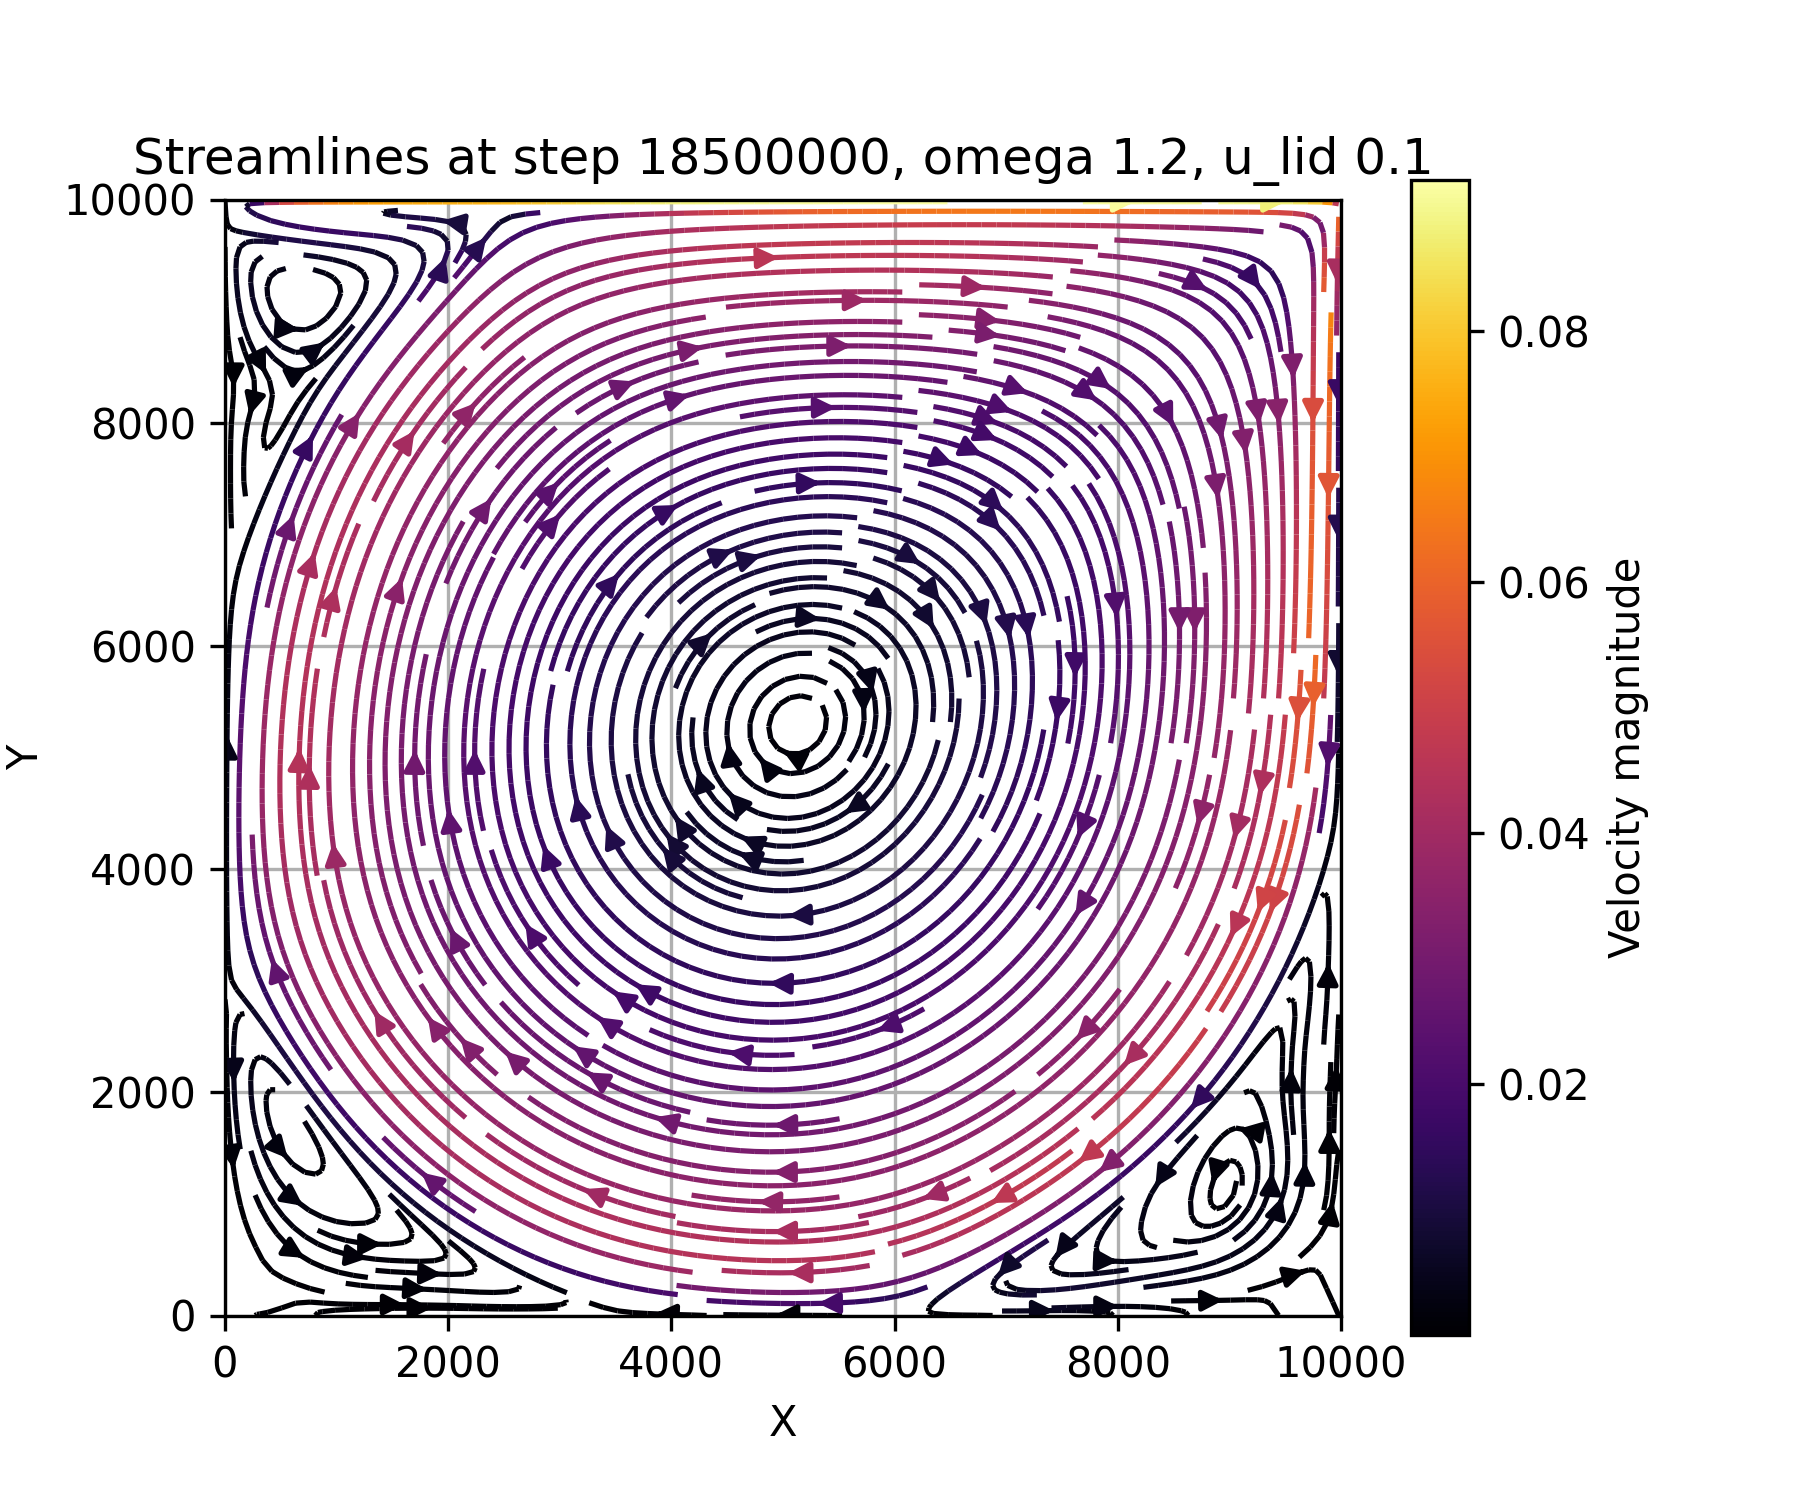 Streamlines at step 18500000, omega 1.2, u_lid 0.1
10000
8000
6000
4000
2000
0
Y
0 2000 4000 6000 8000 10000
X
0.08
0.06
0.04
0.02
Velocity magnitude